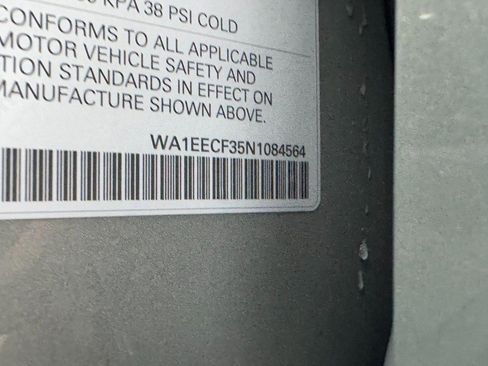 KPA 38 PSI COLD
CONFORMS TO ALL APPLICABLE
MOTOR VEHICLE SAFETY AND
TION STANDARDS IN EFFECT ON
MANUFACTURE SHOWN ABOVE.
WA1EECF35N1084564